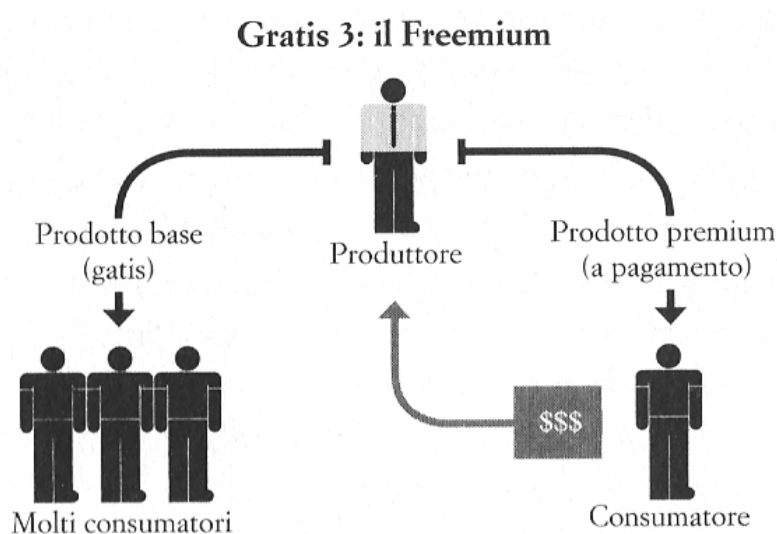 Gratis 3: il Freemium
Prodotto base
(gatis)
Produttore
Prodotto premium
(a pagamento)
$$$
Molti consumatori
Consumatore